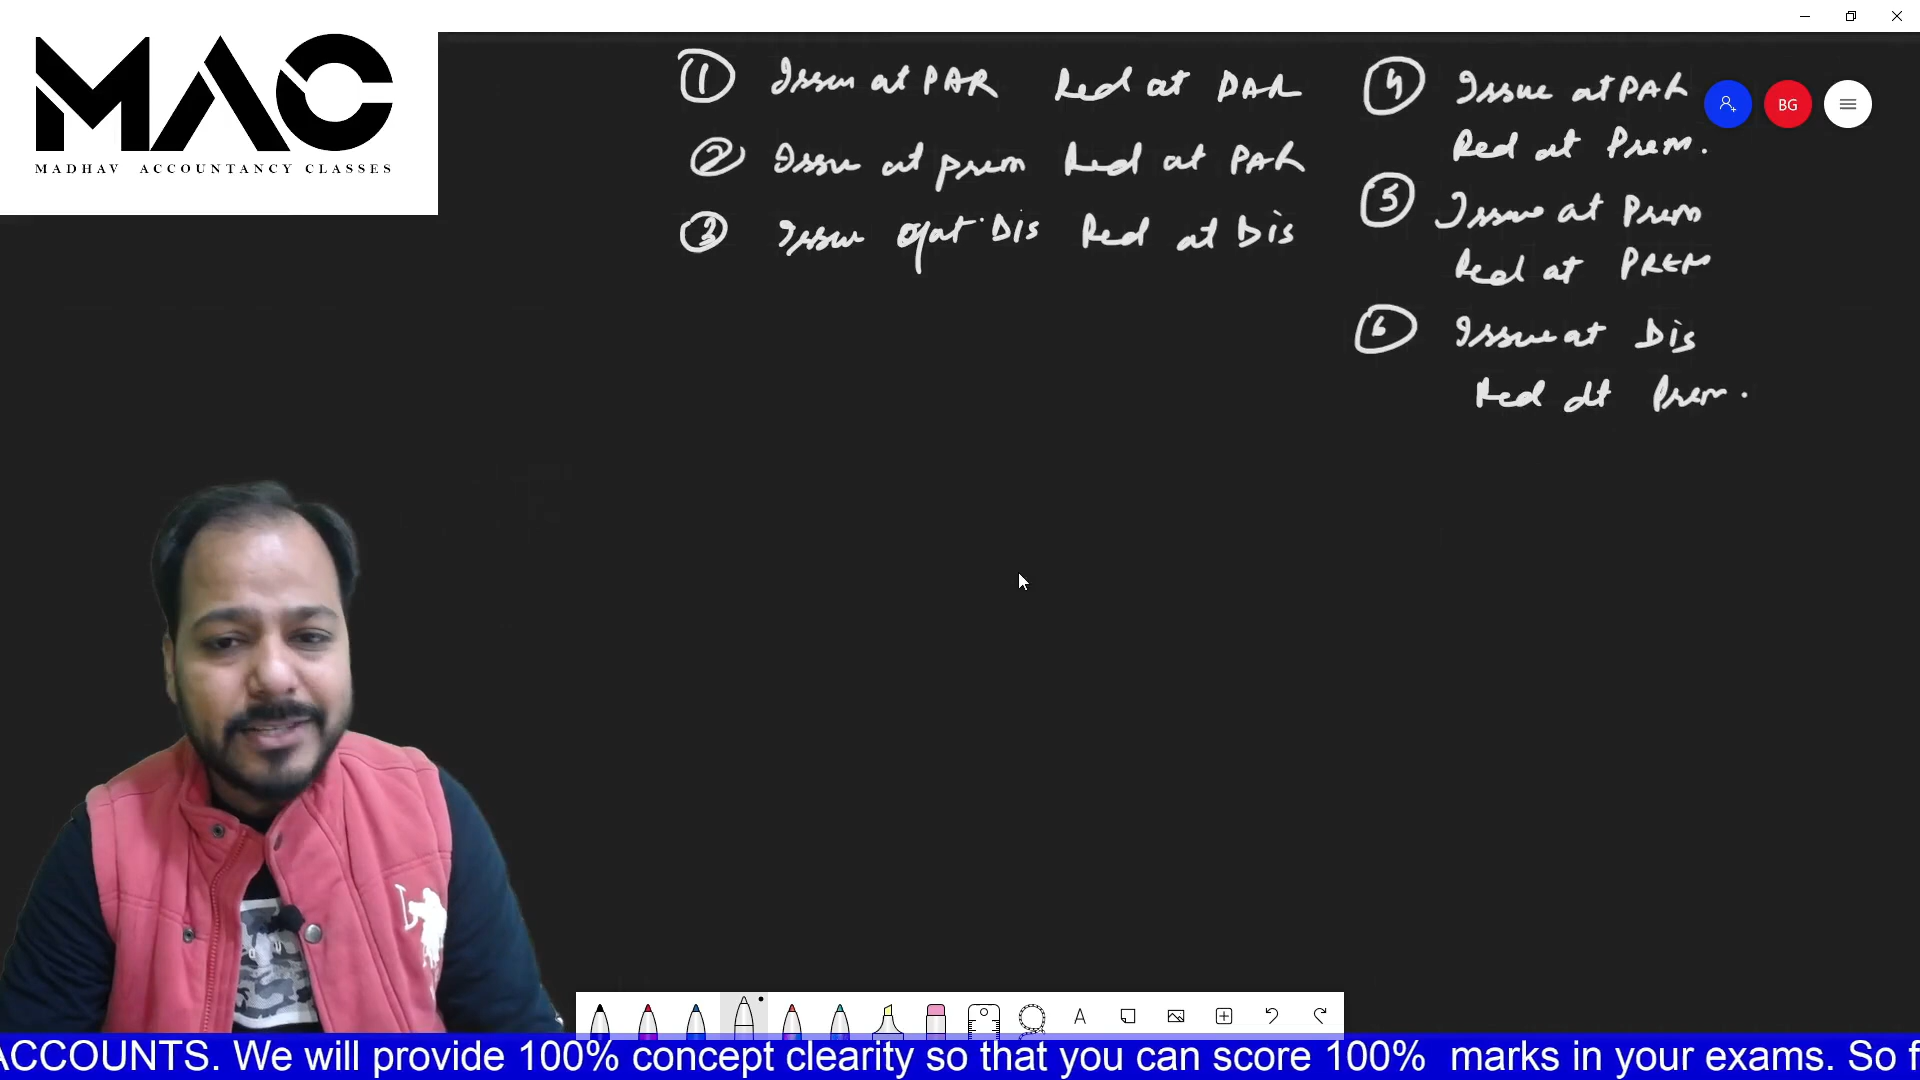 MAC
MADHAV ACCOUNTANCY CLASSES
① Issue at PAR Red at PAR
② Issue at prem Red at PAR
③ Issue at Dis Red at Dis
④ Issue at PAR
Red at Prem.
⑤ Issue at Prem
Red at PREM
⑥ Issue at Dis
Red at Prem.
BG
A
ACCOUNTS. We will provide 100% concept clearity so that you can score 100% marks in your exams. So f